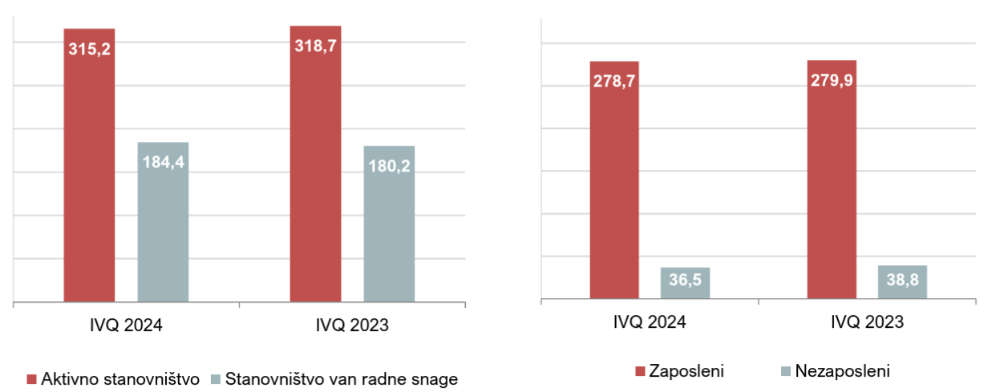 315,2
184,4
318,7
180,2
IVQ 2024
IVQ 2023
Aktivno stanovništvo
Stanovništvo van radne snage
278,7
36,5
279,9
38,8
IVQ 2024
IVQ 2023
Zaposleni
Nezaposleni